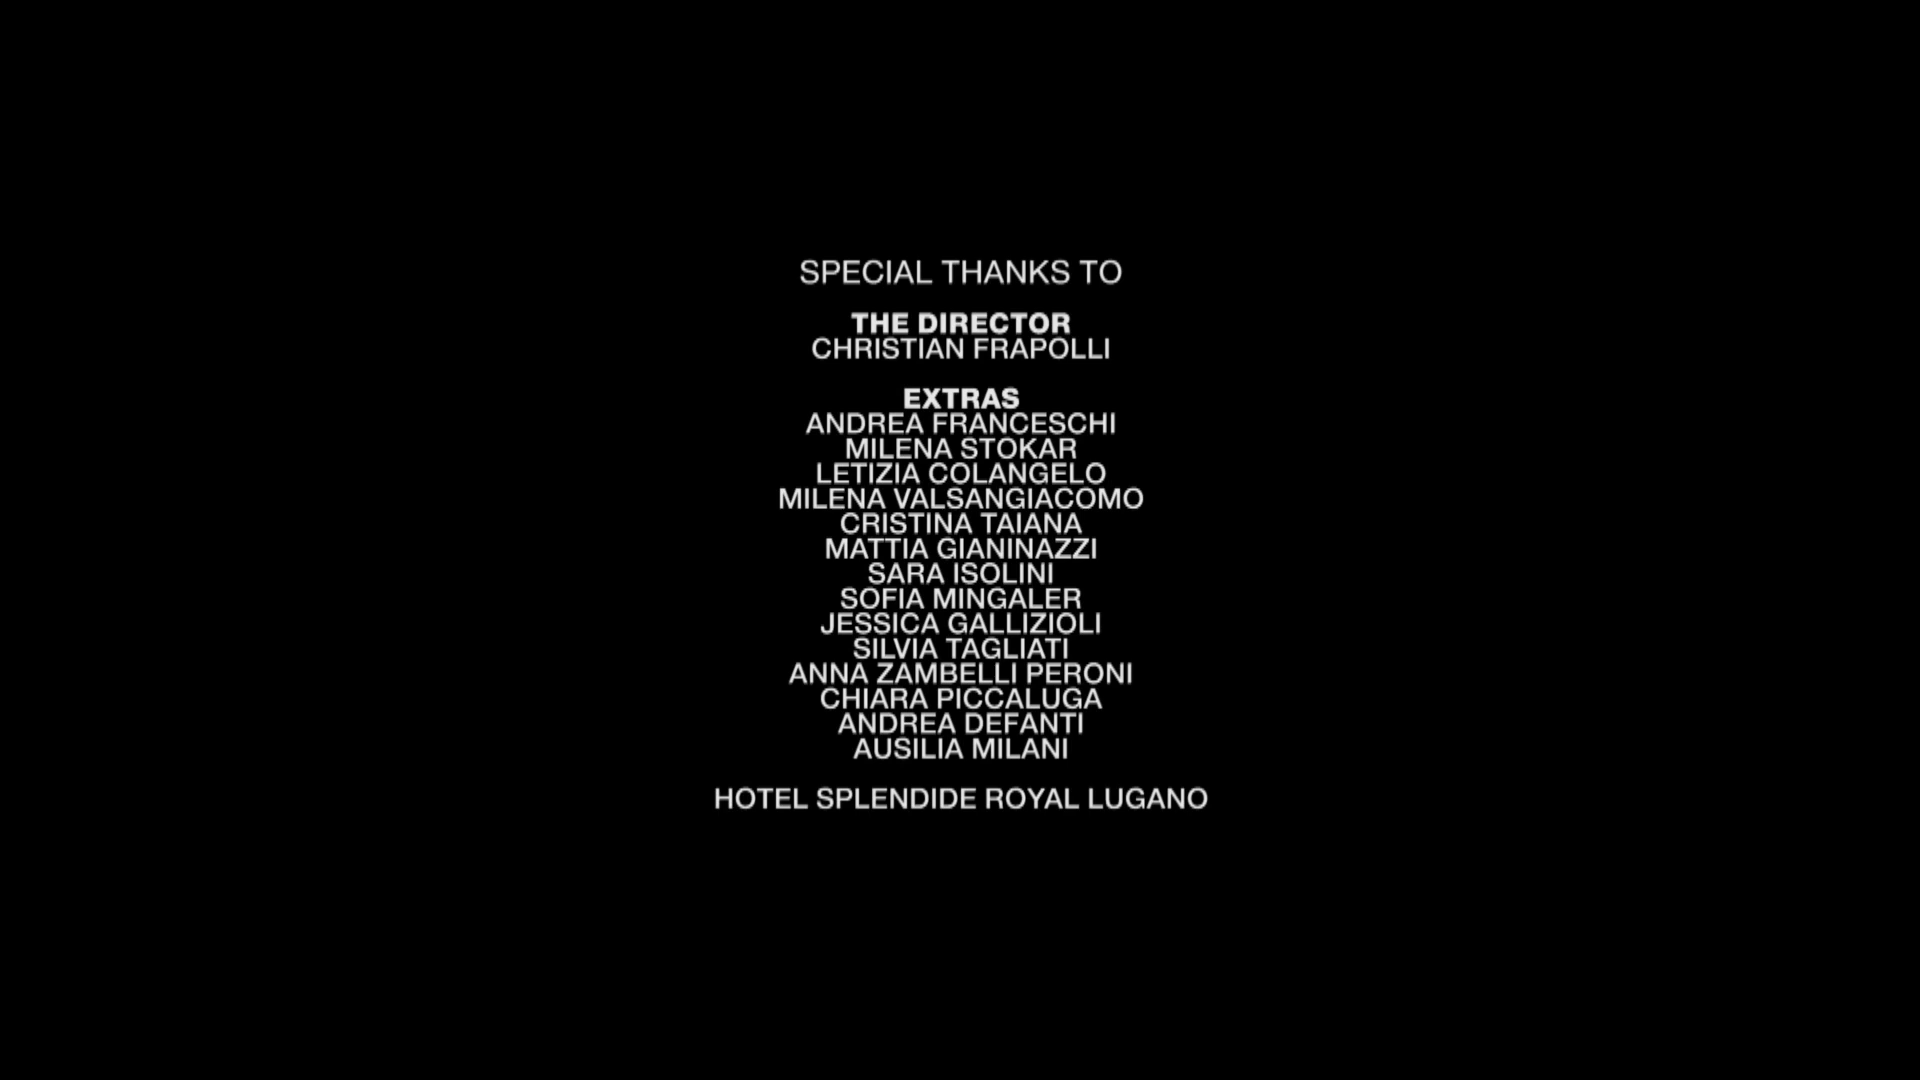 SPECIAL THANKS TO
THE DIRECTOR
CHRISTIAN FRAPOLLI
EXTRAS
ANDREA FRANCESCHI
MILENA STOKAR
LETIZIA COLANGELO
MILENA VALSANGIACOMO
CRISTINA TAIANA
MATTIA GIANINAZZI
SARA ISOLINI
SOFIA MINGALER
JESSICA GALLIZIOLI
SILVIA TAGLIATI
ANNA ZAMBELLI PERONI
CHIARA PICCALUGA
ANDREA DEFANTI
AUSILIA MILANI
HOTEL SPLENDIDE ROYAL LUGANO